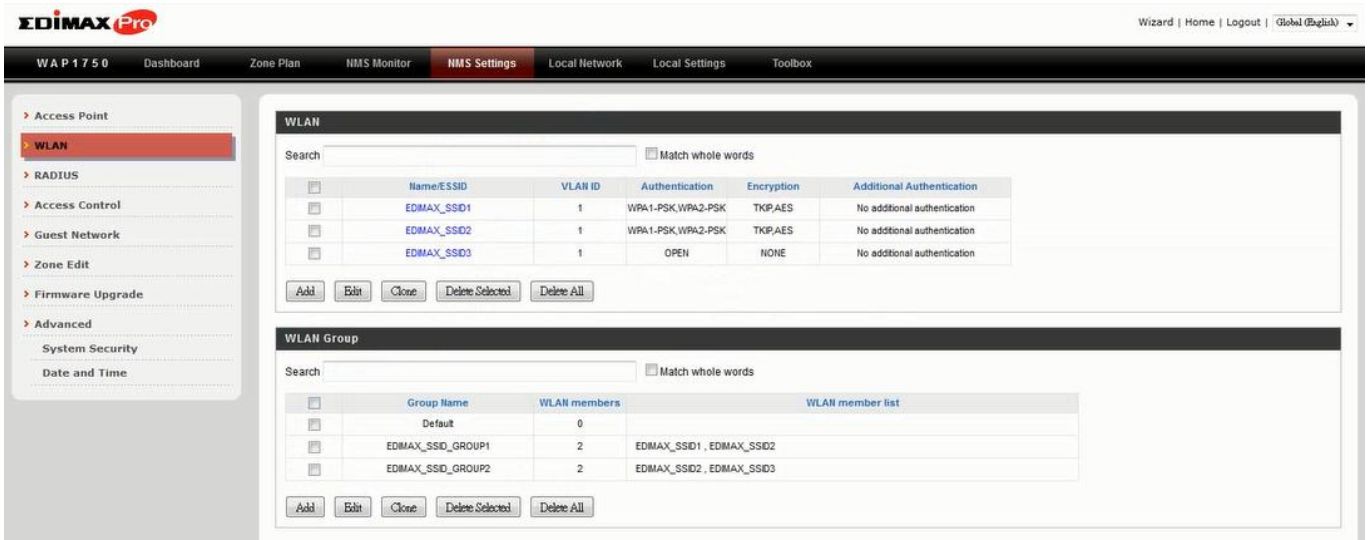 EDIMAX Pro
Wizard | Home | Logout | Global (English)
WAP1750 Dashboard Zone Plan NMS Monitor NMS Settings Local Network Local Settings Toolbox
> Access Point
> WLAN
> RADIUS
> Access Control
> Guest Network
> Zone Edit
> Firmware Upgrade
> Advanced
System Security
Date and Time
WLAN
Search Match whole words
Name/ESSID VLAN ID Authentication Encryption Additional Authentication
EDIMAX_SSID1 1 WPA1-PSK,WPA2-PSK TKIP,AES No additional authentication
EDIMAX_SSID2 1 WPA1-PSK,WPA2-PSK TKIP,AES No additional authentication
EDIMAX_SSID3 1 OPEN NONE No additional authentication
Add Edit Clone Delete Selected Delete All
WLAN Group
Search Match whole words
Group Name WLAN members WLAN member list
Default 0
EDIMAX_SSID_GROUP1 2 EDIMAX_SSID1 , EDIMAX_SSID2
EDIMAX_SSID_GROUP2 2 EDIMAX_SSID2 , EDIMAX_SSID3
Add Edit Clone Delete Selected Delete All